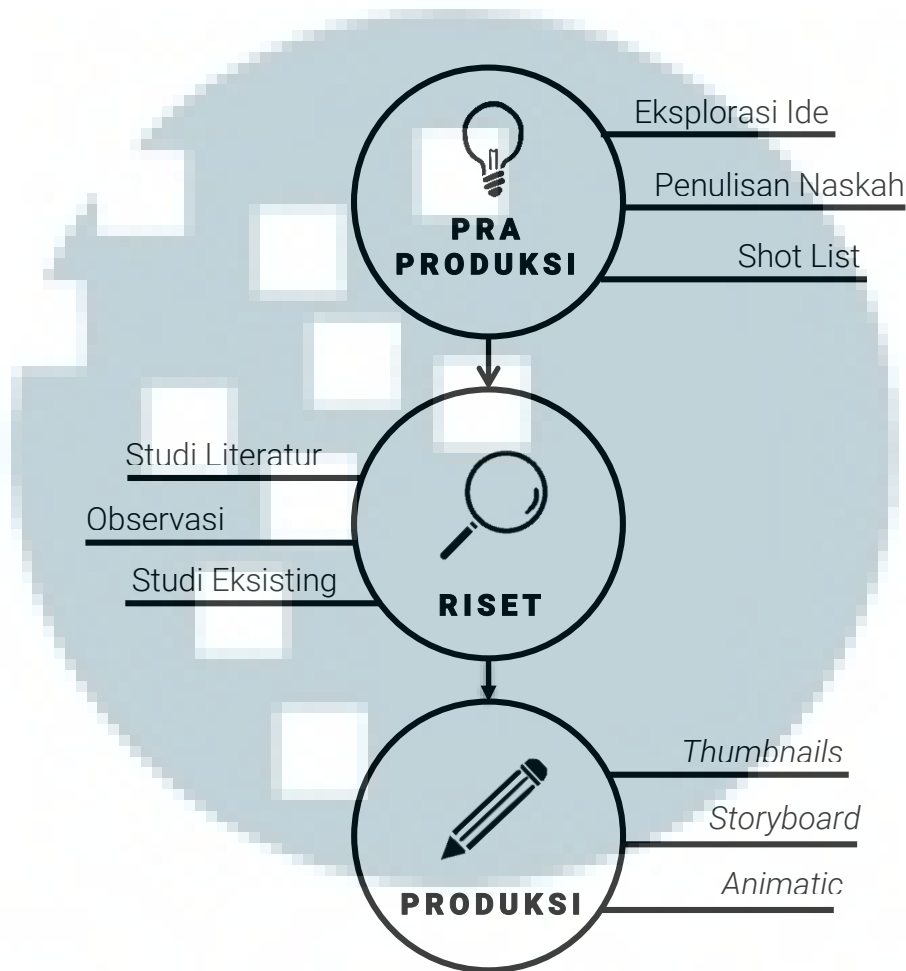 Eksplorasi Ide
Penulisan Naskah
Shot List
PRA
PRODUKSI
Studi Literatur
Observasi
Studi Eksisting
RISET
Thumbnails
Storyboard
Animatic
PRODUKSI